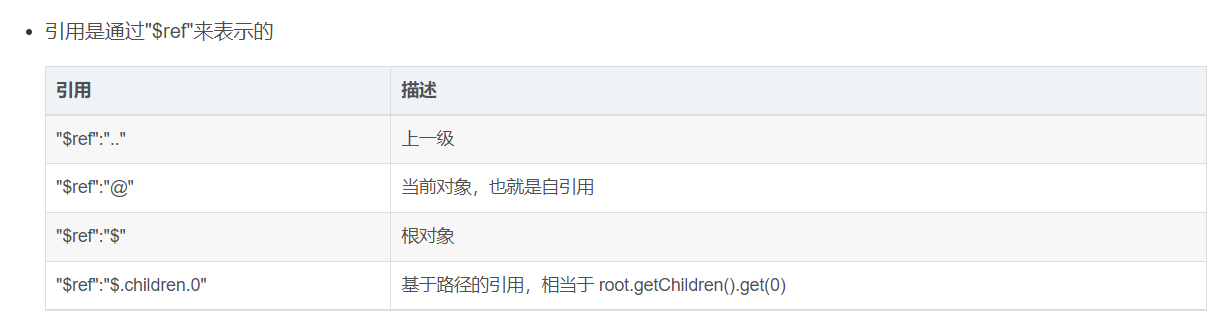 引用是通过"$ref"来表示的
引用 描述
"$ref":".." 上一级
"$ref":"@" 当前对象，也就是自引用
"$ref":"$" 根对象
"$ref":"$.children.0" 基于路径的引用，相当于 root.getChildren().get(0)